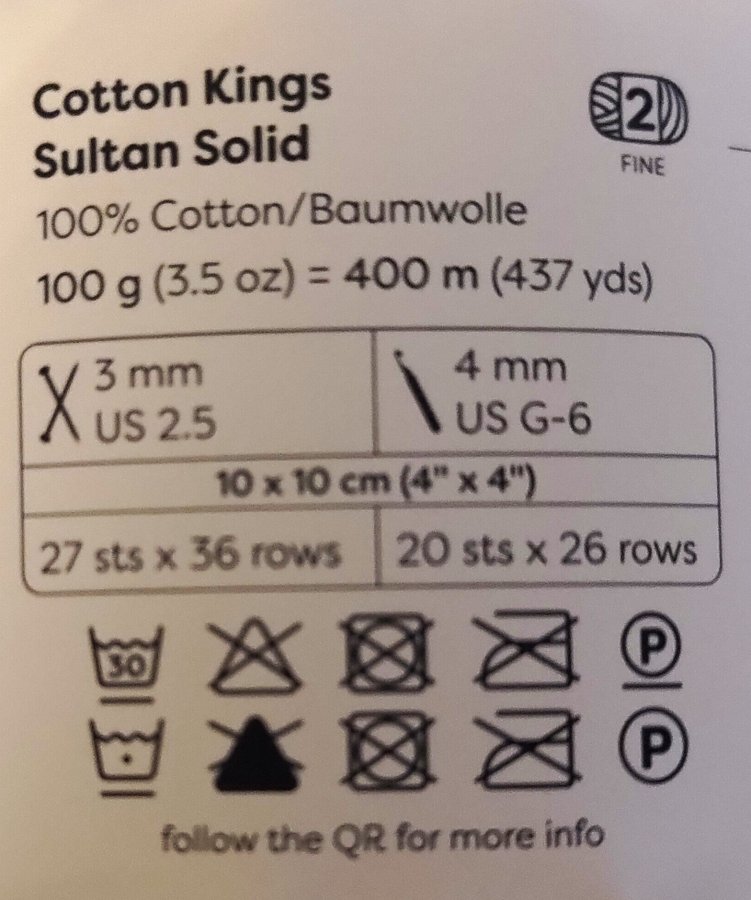 Cotton Kings
Sultan Solid
2
FINE
100% Cotton/Baumwolle
100 g (3.5 oz) = 400 m (437 yds)
3 mm
US 2.5
4 mm
US G-6
10 x 10 cm (4" x 4")
27 sts x 36 rows
20 sts x 26 rows
30
P
P
follow the QR for more info